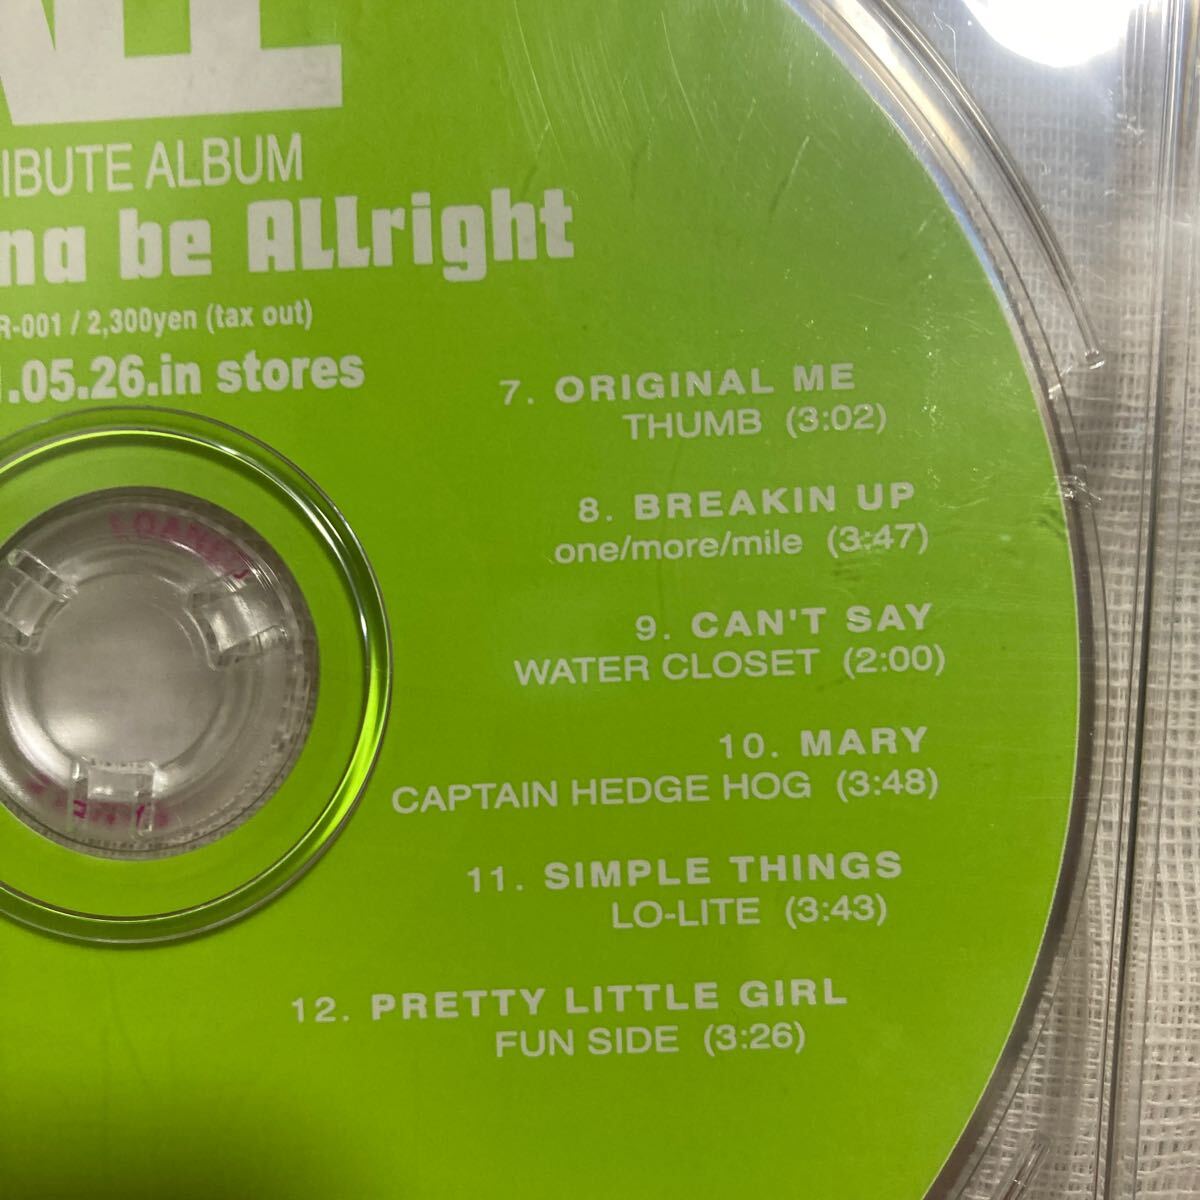 IBUTE ALBUM
na be ALLright
R-001 / 2,300yen (tax out)
.05.26.in stores
7. ORIGINAL ME
THUMB (3:02)
8. BREAKIN UP
one/more/mile (3:47)
9. CAN'T SAY
WATER CLOSET (2:00)
10. MARY
CAPTAIN HEDGE HOG (3:48)
11. SIMPLE THINGS
LO-LITE (3:43)
12. PRETTY LITTLE GIRL
FUN SIDE (3:26)